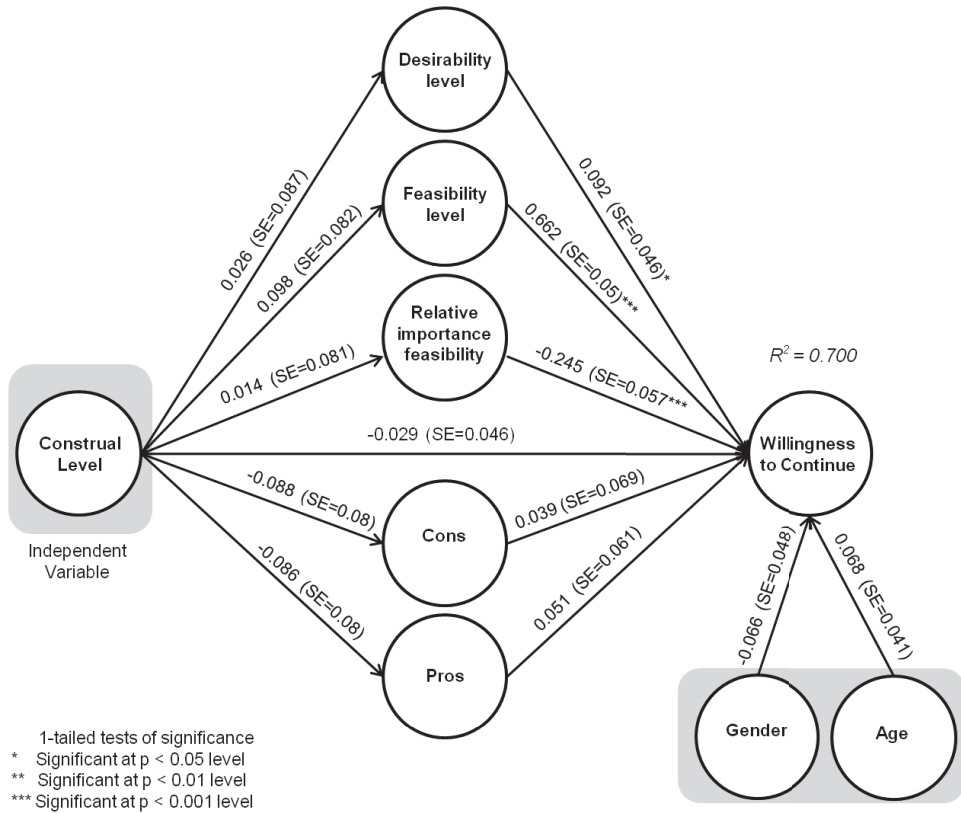 Desirability
level
0.026 (SE=0.087)
0.092 (SE=0.046)*
Feasibility
level
0.098 (SE=0.082)
0.662 (SE=0.05)***
Relative
importance
feasibility
0.014 (SE=0.081)
-0.245 (SE=0.057***
R² = 0.700
Construal
Level
-0.029 (SE=0.046)
Willingness
to Continue
Independent
Variable
-0.088 (SE=0.08)
0.039 (SE=0.069)
Cons
-0.086 (SE=0.08)
0.051 (SE=0.061)
Pros
-0.066 (SE=0.048)
0.068 (SE=0.041)
Gender
Age
1-tailed tests of significance
* Significant at p < 0.05 level
** Significant at p < 0.01 level
*** Significant at p < 0.001 level